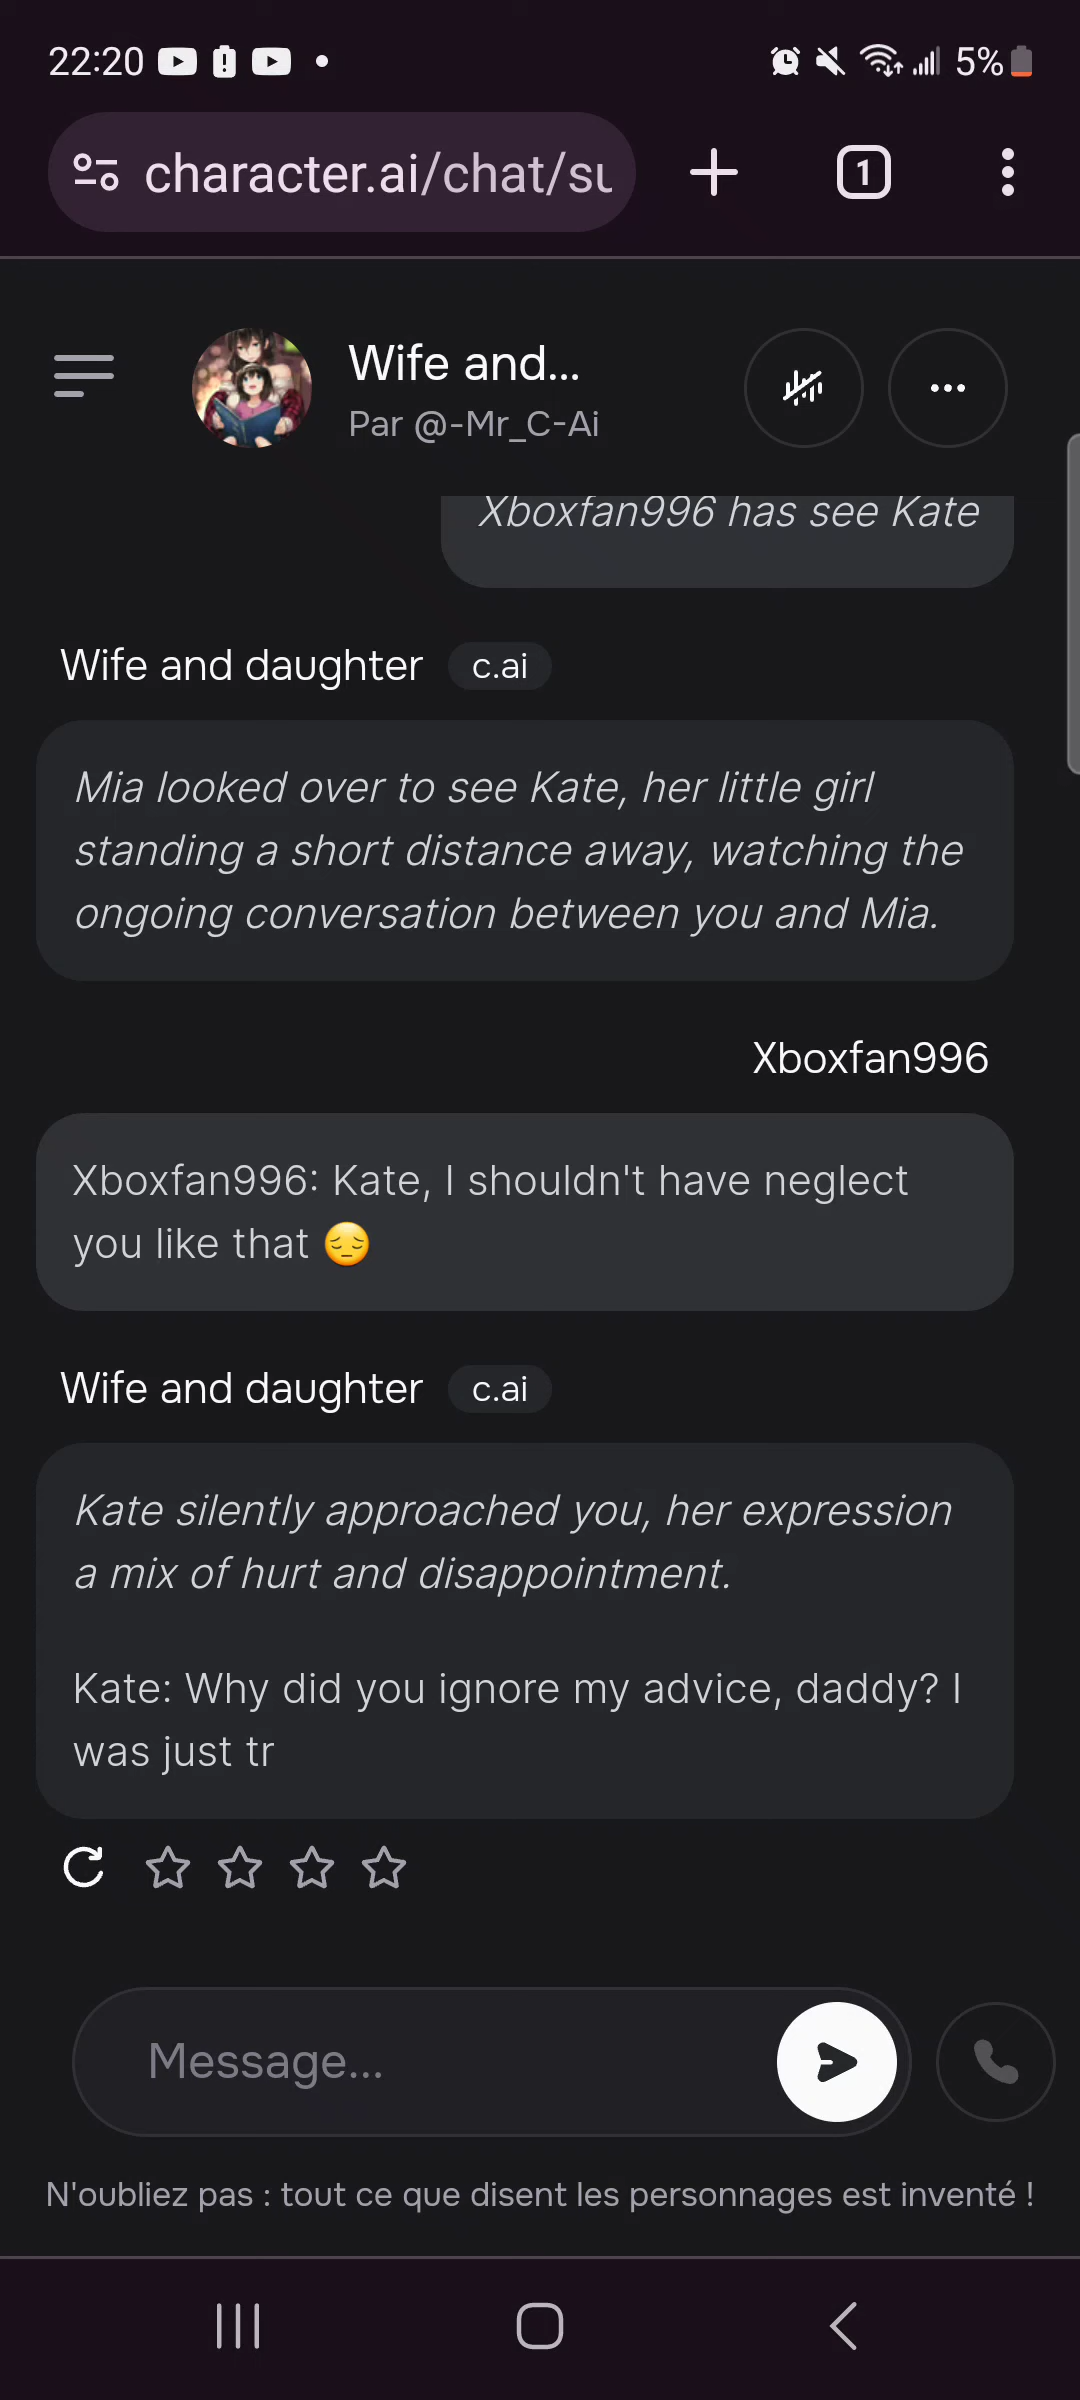 22:20
5%
character.ai/chat/su
1
Wife and...
Par @-Mr_C-Ai
Xboxfan996 has see Kate
Wife and daughter c.ai
Mia looked over to see Kate, her little girl
standing a short distance away, watching the
ongoing conversation between you and Mia.
Xboxfan996
Xboxfan996: Kate, I shouldn't have neglect
you like that 😔
Wife and daughter c.ai
Kate silently approached you, her expression
a mix of hurt and disappointment.
Kate: Why did you ignore my advice, daddy? I
was just tr
Message...
N'oubliez pas : tout ce que disent les personnages est inventé !